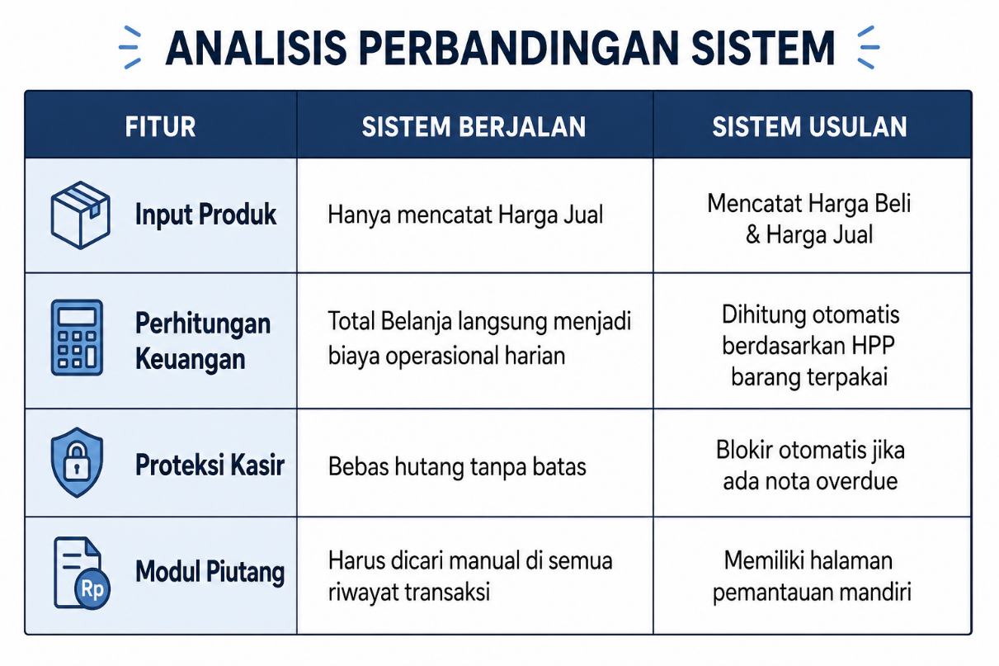 ANALISIS PERBANDINGAN SISTEM
FITUR
SISTEM BERJALAN
SISTEM USULAN
Input Produk
Hanya mencatat Harga Jual
Mencatat Harga Beli
& Harga Jual
Perhitungan
Keuangan
Total Belanja langsung menjadi
biaya operasional harian
Dihitung otomatis
berdasarkan HPP
barang terpakai
Proteksi Kasir
Bebas hutang tanpa batas
Blokir otomatis jika
ada nota overdue
Rp
Modul Piutang
Harus dicari manual di semua
riwayat transaksi
Memiliki halaman
pemantauan mandiri